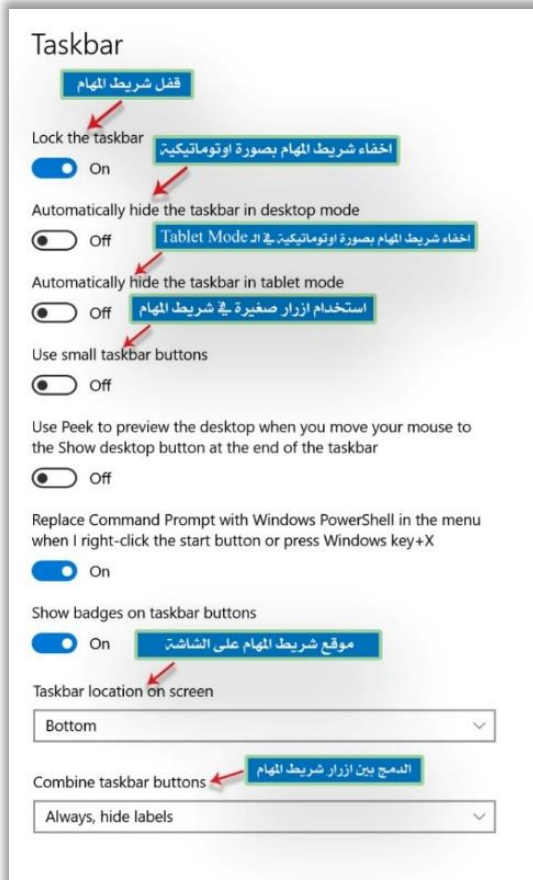 Taskbar
قفل شريط المهام
Lock the taskbar
On
اخفاء شريط المهام بصورة اوتوماتيكية
Automatically hide the taskbar in desktop mode
Off
اخفاء شريط المهام بصورة اوتوماتيكية في الـ Tablet Mode
Automatically hide the taskbar in tablet mode
Off
استخدام ازرار صغيرة في شريط المهام
Use small taskbar buttons
Off
Use Peek to preview the desktop when you move your mouse to
the Show desktop button at the end of the taskbar
Off
Replace Command Prompt with Windows PowerShell in the menu
when I right-click the start button or press Windows key+X
On
Show badges on taskbar buttons
On
موقع شريط المهام على الشاشة
Taskbar location on screen
Bottom
الدمج بين ازرار شريط المهام
Combine taskbar buttons
Always, hide labels